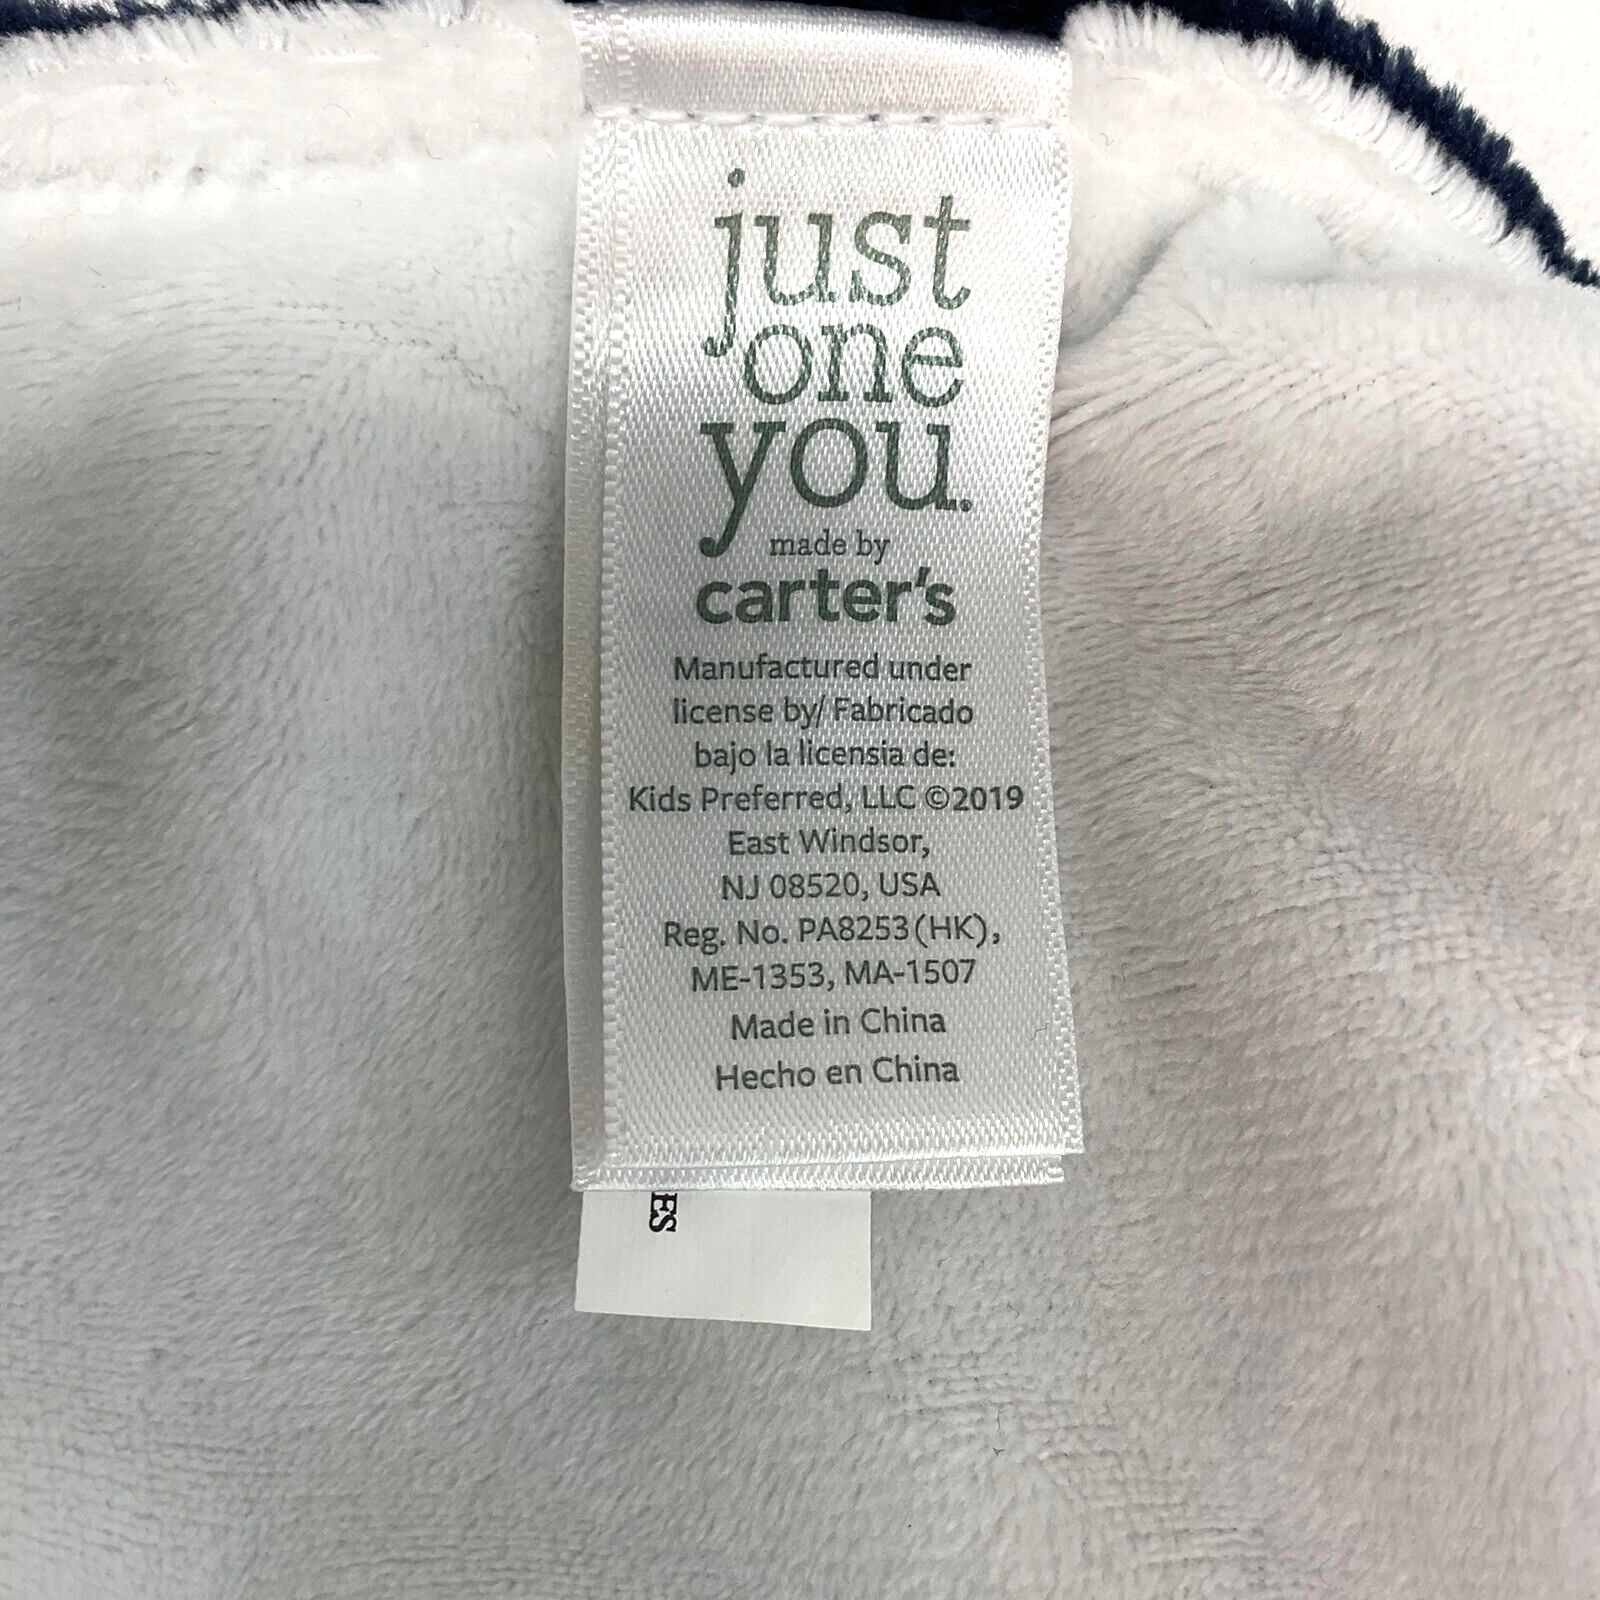 just
one
you.
made by
carter's
Manufactured under
license by/ Fabricado
bajo la licensia de:
Kids Preferred, LLC ©2019
East Windsor,
NJ 08520, USA
Reg. No. PA8253(HK),
ME-1353, MA-1507
Made in China
Hecho en China
ES